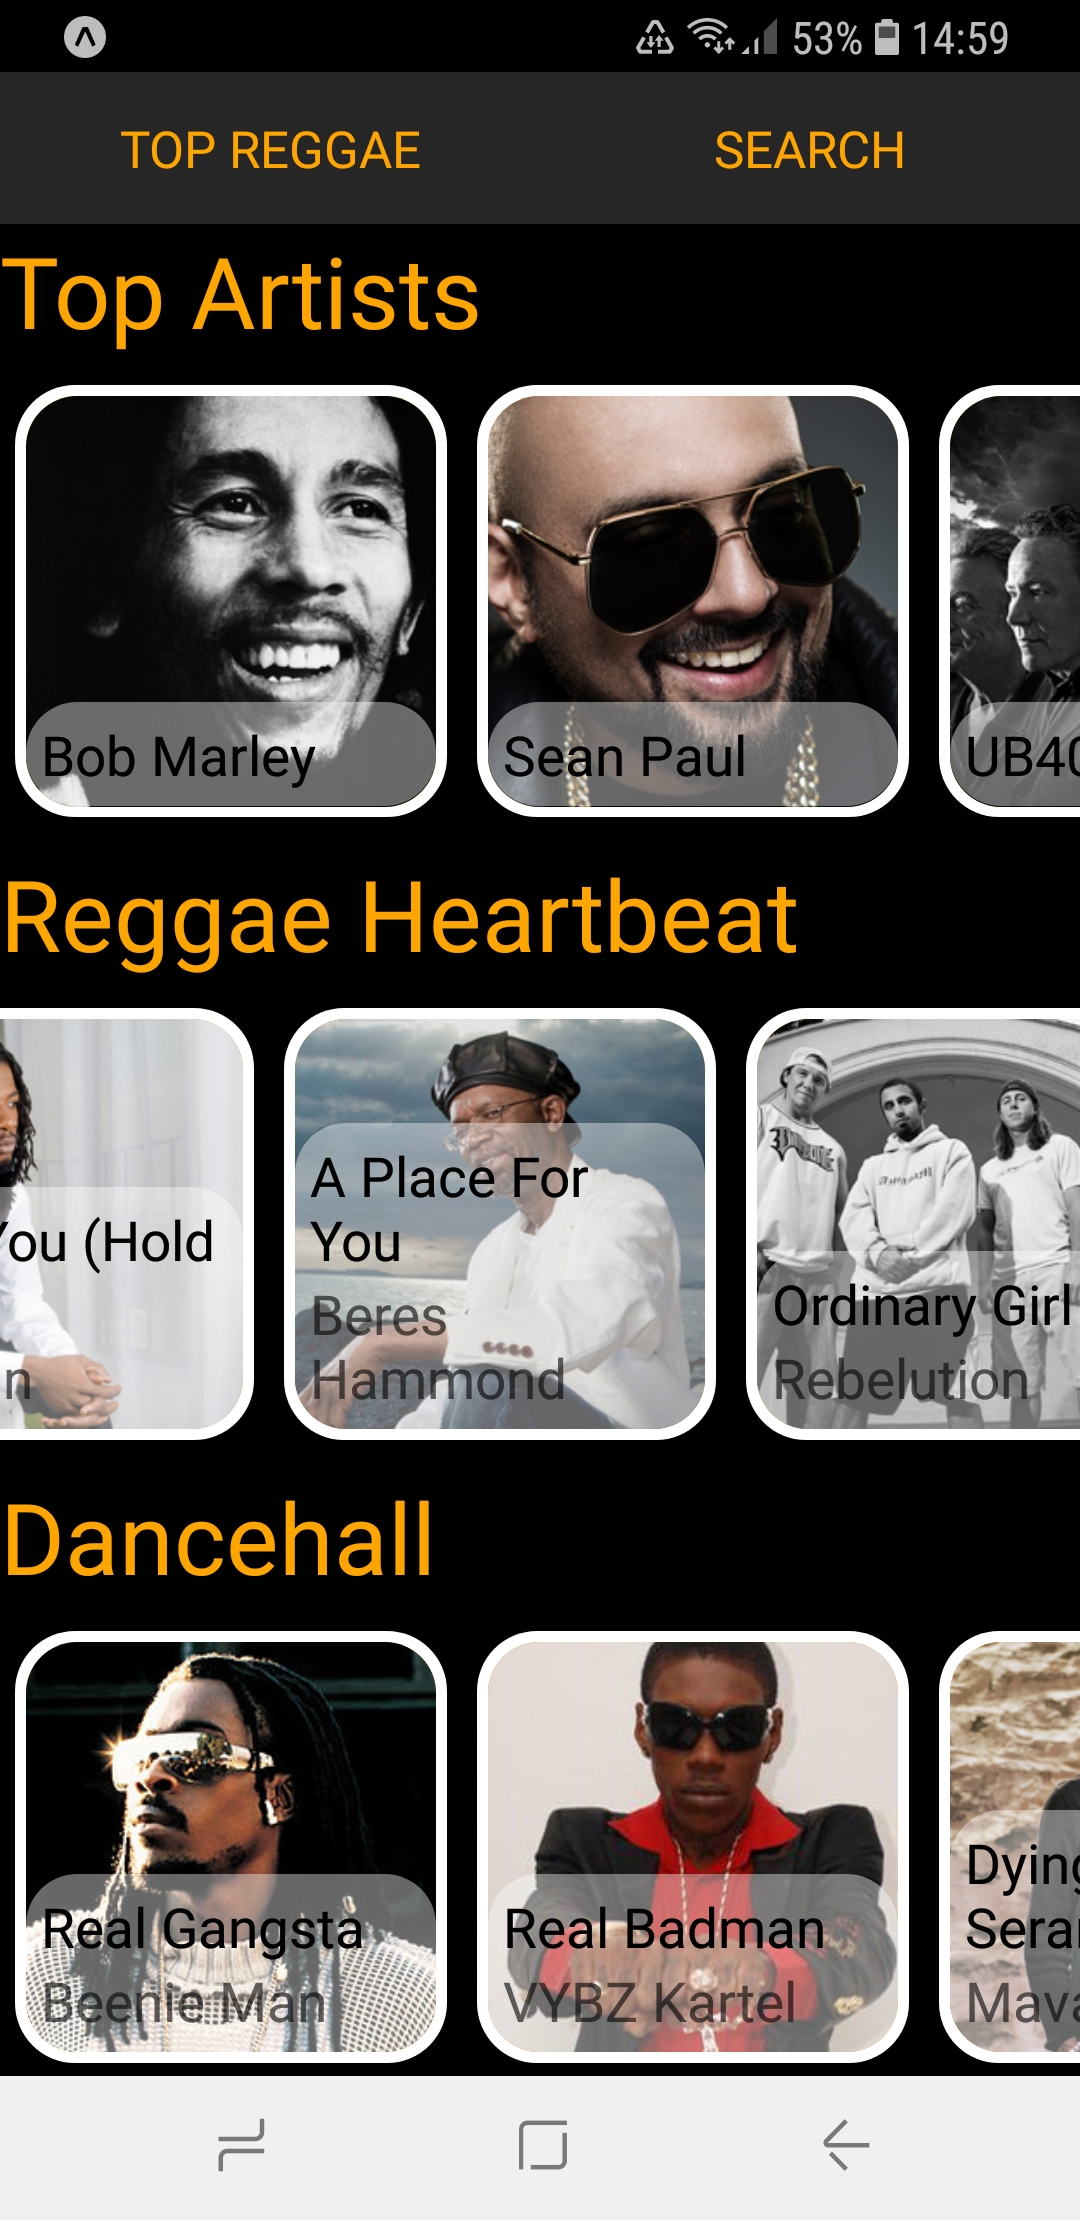 53% 14:59
TOP REGGAE SEARCH
Top Artists
Bob Marley
Sean Paul
UB40
Reggae Heartbeat
You (Hold
n
A Place For
You
Beres
Hammond
Ordinary Girl
Rebelution
Dancehall
Real Gangsta
Beenie Man
Real Badman
VYBZ Kartel
Dying
Sera
Mava